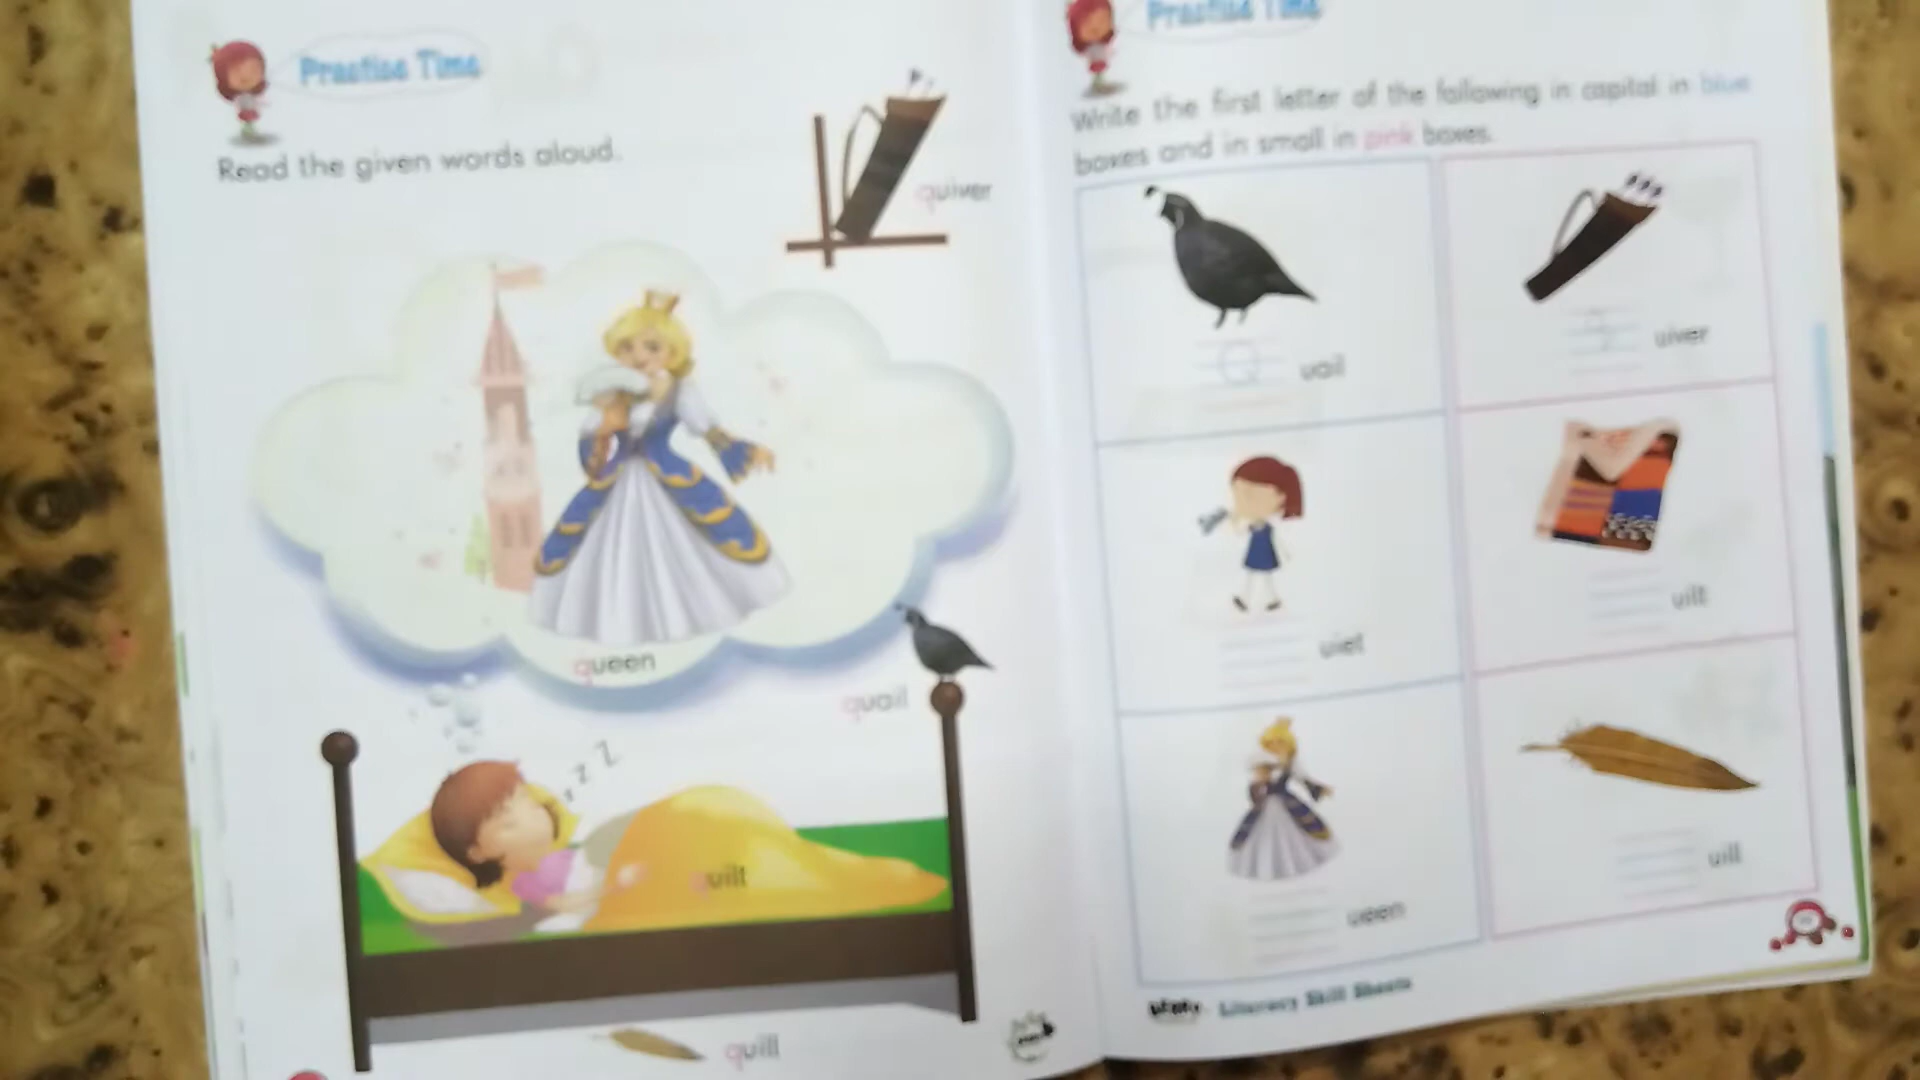 Practise Time
Read the given words aloud.
quiver
queen
quail
z z Z
quilt
quill
Practise Time
Write the first letter of the following in capital in blue
boxes and in small in pink boxes.
Q uail
q uiver
uiet
uilt
ueen
uill
Literacy Skill Sheets